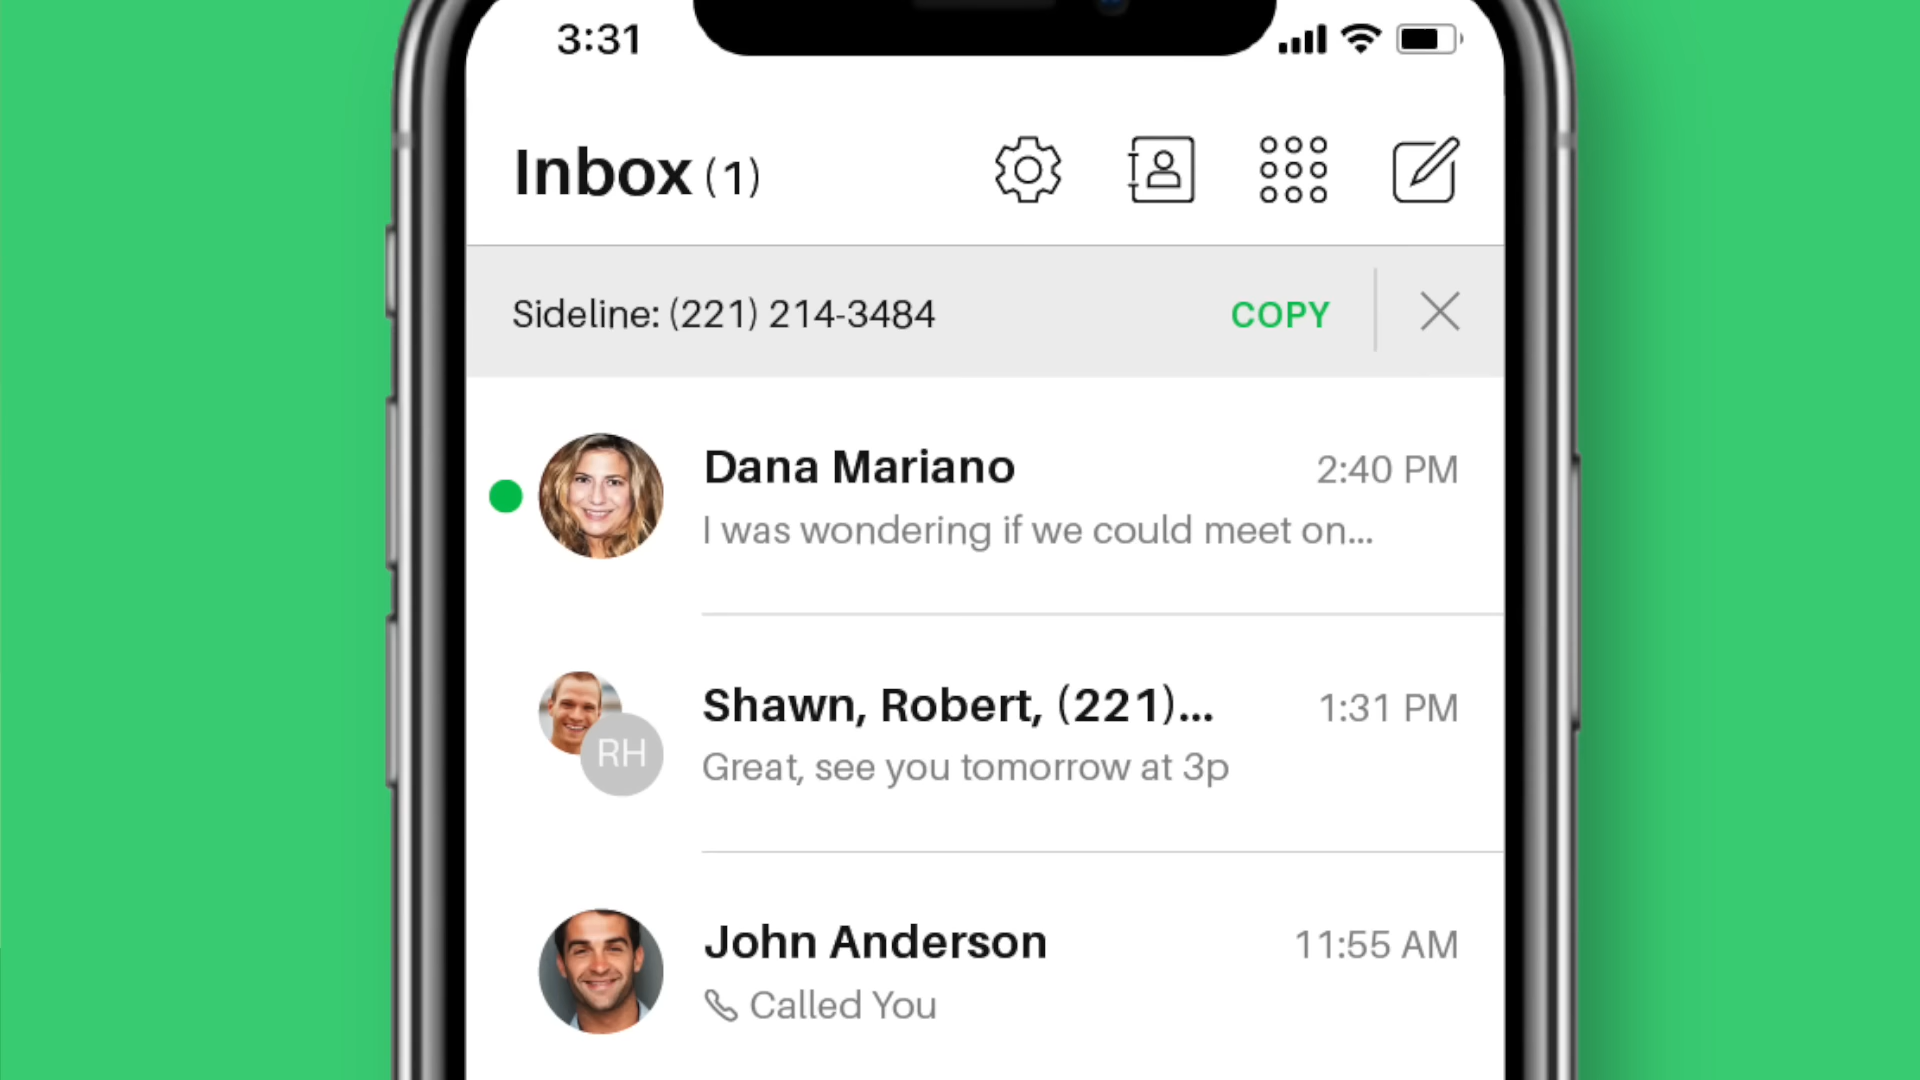 3:31
Inbox (1)
Sideline: (221) 214-3484 COPY
Dana Mariano 2:40 PM
I was wondering if we could meet on...
Shawn, Robert, (221)... 1:31 PM
RH
Great, see you tomorrow at 3p
John Anderson 11:55 AM
Called You